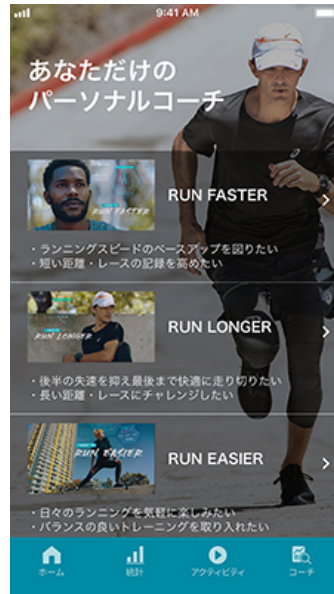 9:41 AM
あなただけの
パーソナルコーチ
RUN FASTER
RUN FASTER
・ランニングスピードのペースアップを図りたい
・短い距離・レースの記録を高めたい
RUN LONGER
RUN LONGER
・後半の失速を抑え最後まで快適に走り切りたい
・長い距離・レースにチャレンジしたい
RUN EASIER
RUN EASIER
・日々のランニングを気軽に楽しみたい
・バランスの良いトレーニングを取り入れたい
ホーム
統計
アクティビティ
コーチ